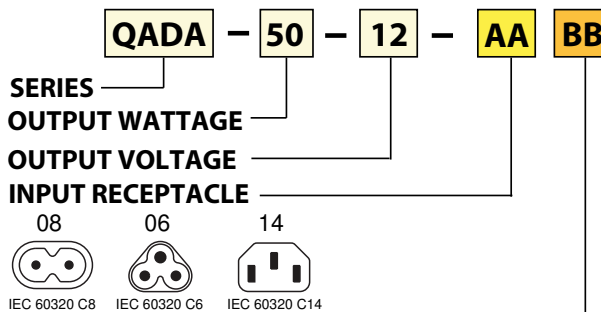 QADA – 50 – 12 – AA BB
SERIES
OUTPUT WATTAGE
OUTPUT VOLTAGE
INPUT RECEPTACLE
08 06 14
IEC 60320 C8 IEC 60320 C6 IEC 60320 C14